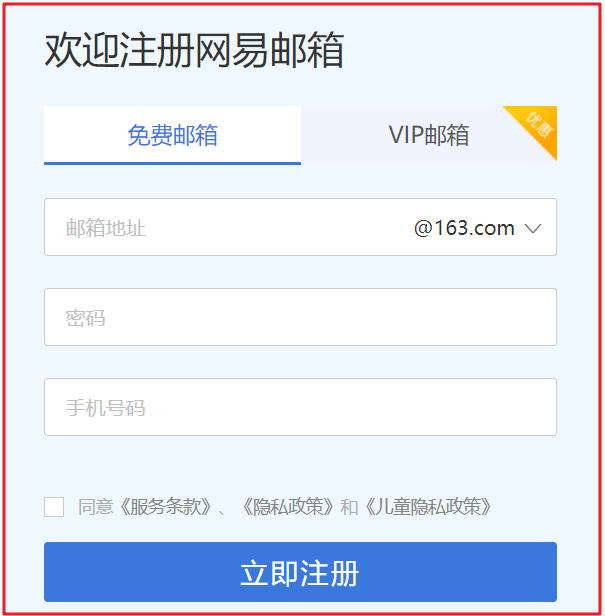 欢迎注册网易邮箱
免费邮箱 VIP邮箱 优惠
邮箱地址 @163.com
密码
手机号码
同意《服务条款》、《隐私政策》和《儿童隐私政策》
立即注册